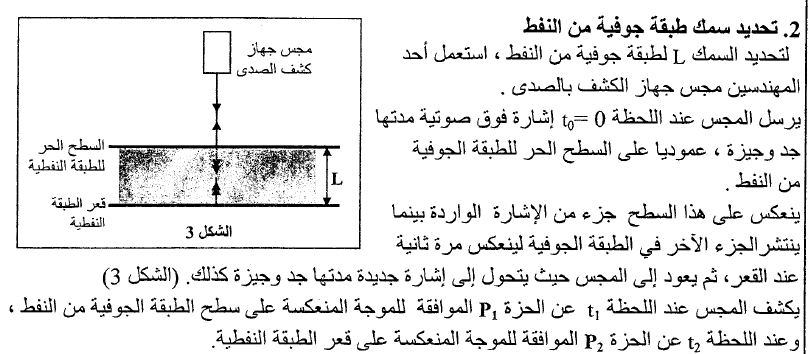 2. تحديد سمك طبقة جوفية من النفط
لتحديد السمك L لطبقة جوفية من النفط ، استعمل أحد
المهندسين مجس جهاز الكشف بالصدى .
يرسل المجس عند اللحظة t₀= 0 إشارة فوق صوتية مدتها
جد وجيزة ، عموديا على السطح الحر للطبقة الجوفية
من النفط .
ينعكس على هذا السطح جزء من الإشارة الواردة بينما
ينتشر الجزء الآخر في الطبقة الجوفية لينعكس مرة ثانية
عند القعر، ثم يعود إلى المجس حيث يتحول إلى إشارة جديدة مدتها جد وجيزة كذلك. (الشكل 3)
يكشف المجس عند اللحظة t₁ عن الحزة P₁ الموافقة للموجة المنعكسة على سطح الطبقة الجوفية من النفط ،
وعند اللحظة t₂ عن الحزة P₂ الموافقة للموجة المنعكسة على قعر الطبقة النفطية.
مجس جهاز
كشف الصدى
السطح الحر
للطبقة النفطية
L
قعر الطبقة
النفطية
الشكل 3